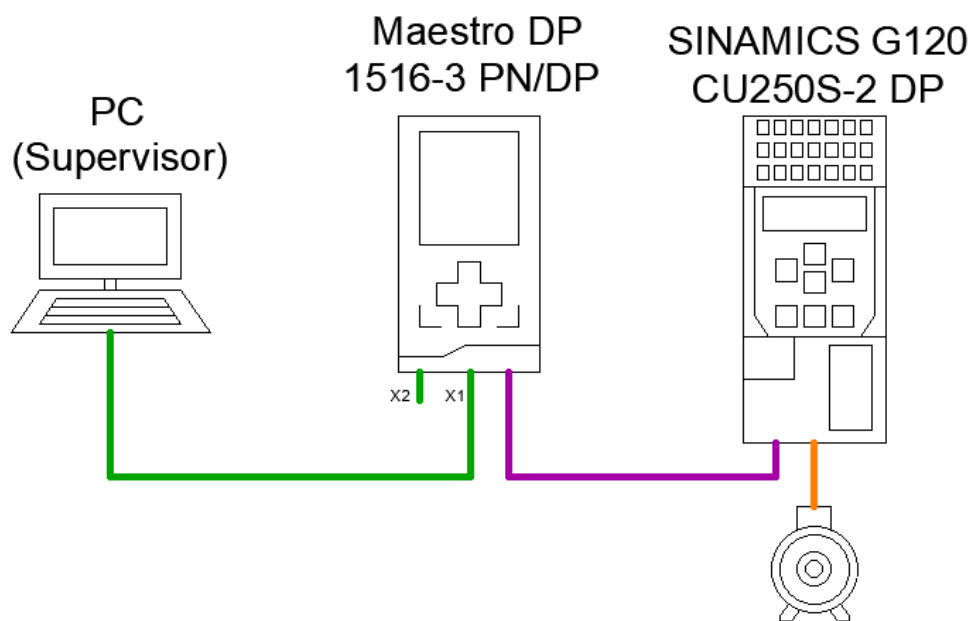 PC
(Supervisor)
Maestro DP
1516-3 PN/DP
SINAMICS G120
CU250S-2 DP
X2
X1